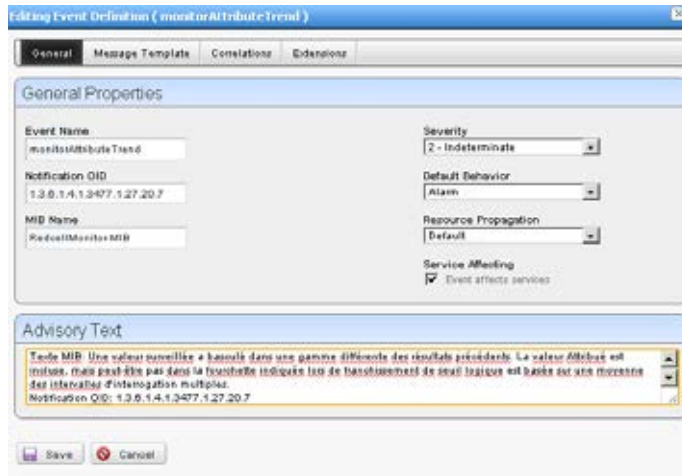 Editing Event Definition ( monitorAttributeTrend )
General Message Template Correlations Extensions
General Properties
Event Name
monitorAttributeTrend
Notification OID
1.3.6.1.4.1.3477.1.27.20.7
MIB Name
RedcellMonitor-MIB
Severity
2 - Indeterminate
Default Behavior
Alarm
Resource Propagation
Default
Service Affecting
Event affects services
Advisory Text
Texte MIB: Une valeur surveillée a basculé dans une gamme différente des résultats précédents. La valeur Attribué est
incluse, mais peut-être pas dans la fourchette indiquée lors de franchissement de seuil logique est basée sur une moyenne
des intervalles d'interrogation multiples.
Notification OID: 1.3.6.1.4.1.3477.1.27.20.7
Save Cancel